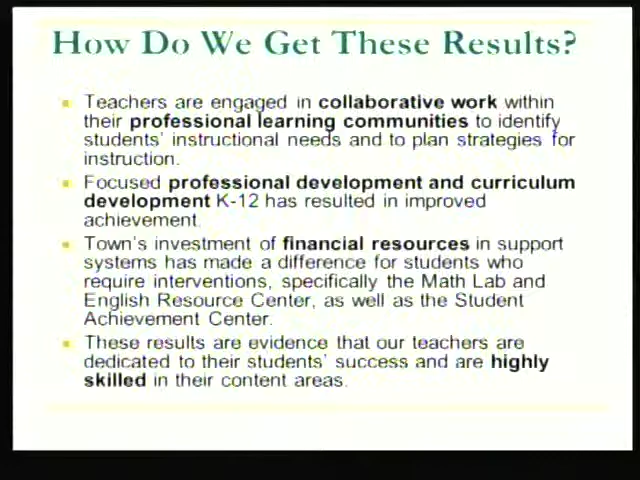 How Do We Get These Results?
Teachers are engaged in collaborative work within
their professional learning communities to identify
students' instructional needs and to plan strategies for
instruction.
Focused professional development and curriculum
development K-12 has resulted in improved
achievement.
Town's investment of financial resources in support
systems has made a difference for students who
require interventions, specifically the Math Lab and
English Resource Center, as well as the Student
Achievement Center.
These results are evidence that our teachers are
dedicated to their students' success and are highly
skilled in their content areas.